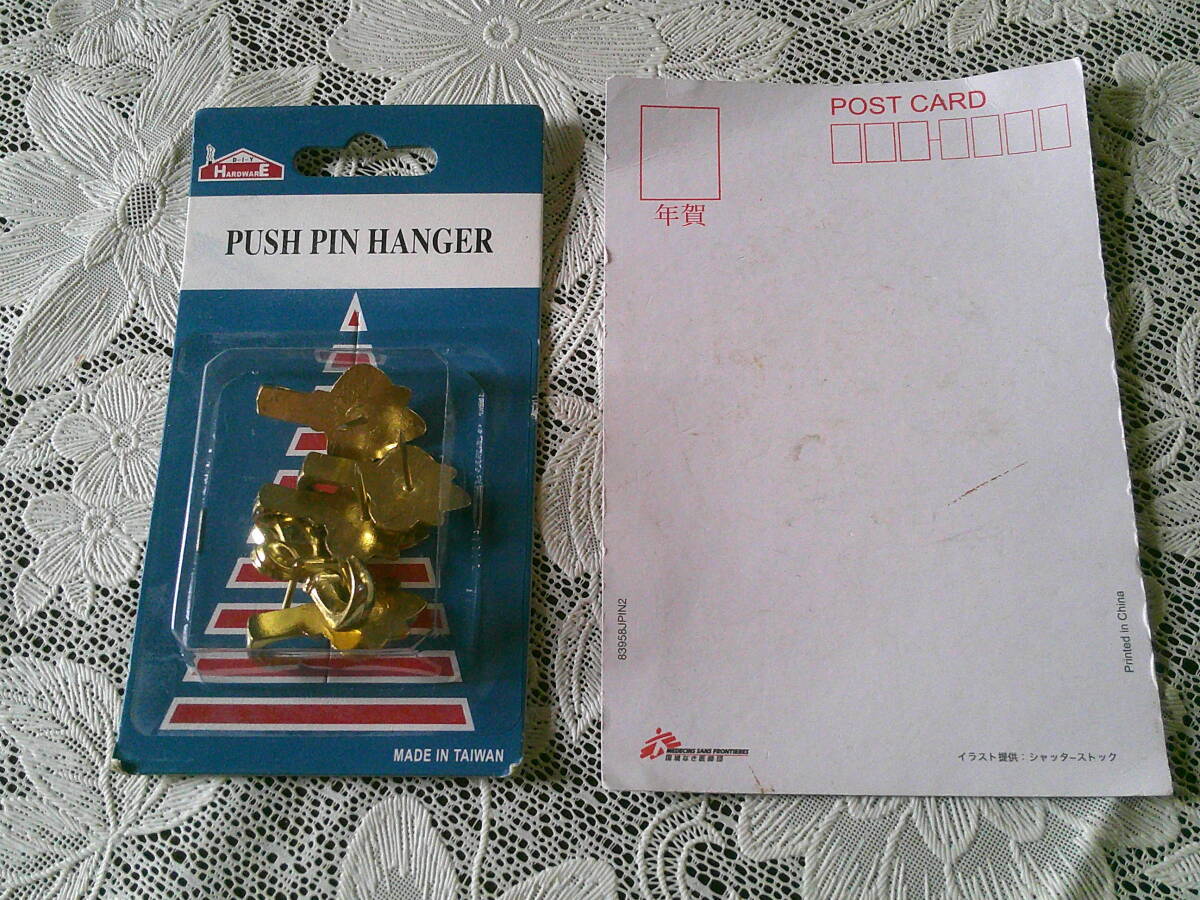 D-I-Y
HARDWARE
PUSH PIN HANGER
MADE IN TAIWAN
POST CARD
年賀
83958JPIN2
Printed in China
MEDECINS SANS FRONTIERES
国境なき医師団
イラスト提供：シャッターストック